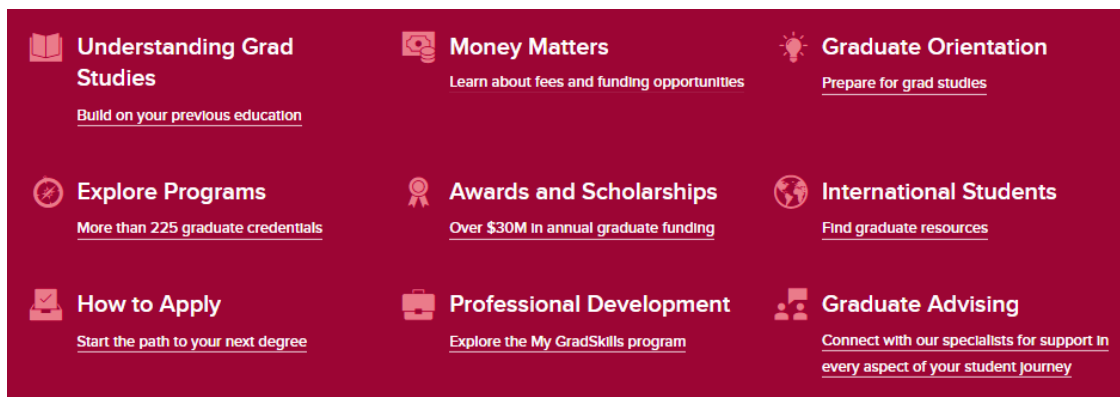 Understanding Grad
Studies
Build on your previous education
Money Matters
Learn about fees and funding opportunities
Graduate Orientation
Prepare for grad studies
Explore Programs
More than 225 graduate credentials
Awards and Scholarships
Over $30M in annual graduate funding
International Students
Find graduate resources
How to Apply
Start the path to your next degree
Professional Development
Explore the My GradSkills program
Graduate Advising
Connect with our specialists for support in
every aspect of your student journey